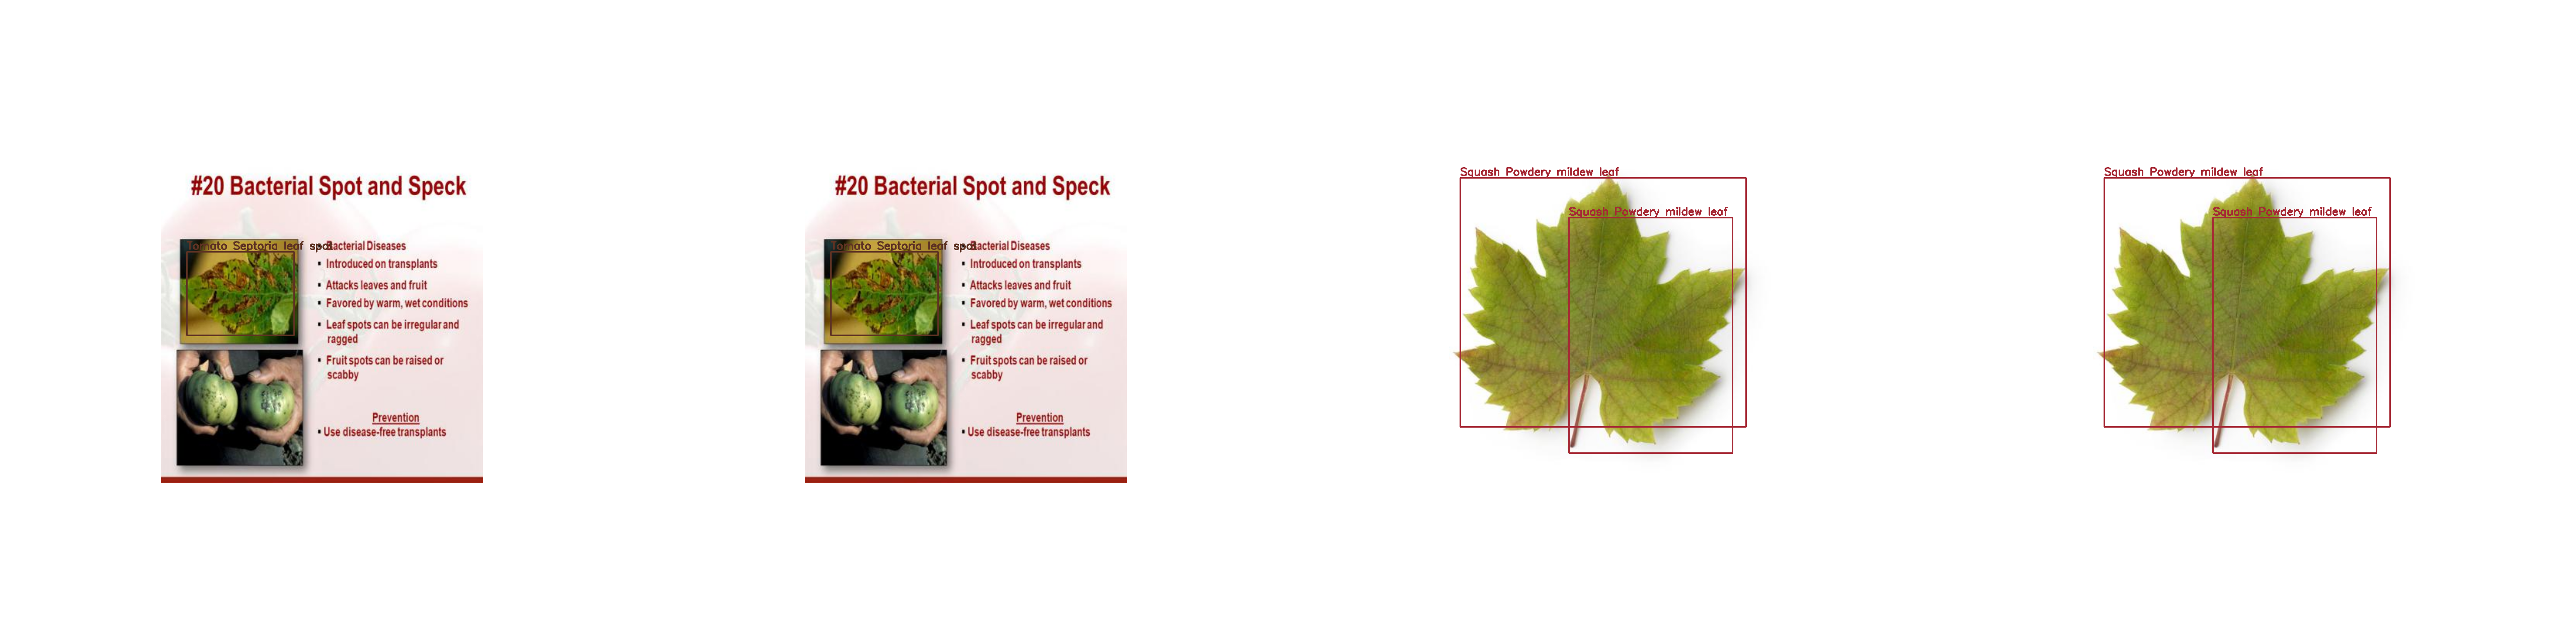 #20 Bacterial Spot and Speck
Tomato Septoria leaf spot
Bacterial Diseases
▪ Introduced on transplants
▪ Attacks leaves and fruit
▪ Favored by warm, wet conditions
▪ Leaf spots can be irregular and
ragged
▪ Fruit spots can be raised or
scabby
Prevention
▪ Use disease-free transplants
#20 Bacterial Spot and Speck
Tomato Septoria leaf spot
▪ Bacterial Diseases
▪ Introduced on transplants
▪ Attacks leaves and fruit
▪ Favored by warm, wet conditions
▪ Leaf spots can be irregular and
ragged
▪ Fruit spots can be raised or
scabby
Prevention
▪ Use disease-free transplants
Squash Powdery mildew leaf
Squash Powdery mildew leaf
Squash Powdery mildew leaf
Squash Powdery mildew leaf